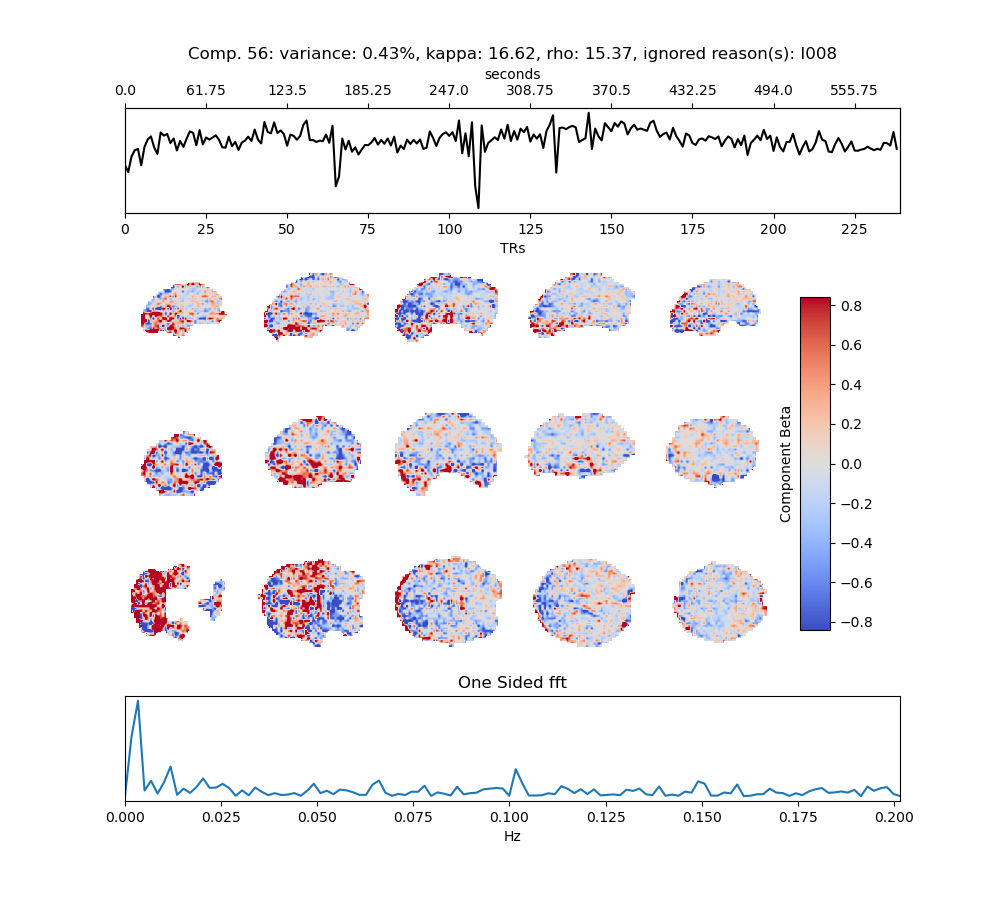 Comp. 56: variance: 0.43%, kappa: 16.62, rho: 15.37, ignored reason(s): I008
seconds
0.0 61.75 123.5 185.25 247.0 308.75 370.5 432.25 494.0 555.75
0 25 50 75 100 125 150 175 200 225
TRs
0.8
0.6
0.4
0.2
0.0
−0.2
−0.4
−0.6
−0.8
Component Beta
One Sided fft
0.000 0.025 0.050 0.075 0.100 0.125 0.150 0.175 0.200
Hz